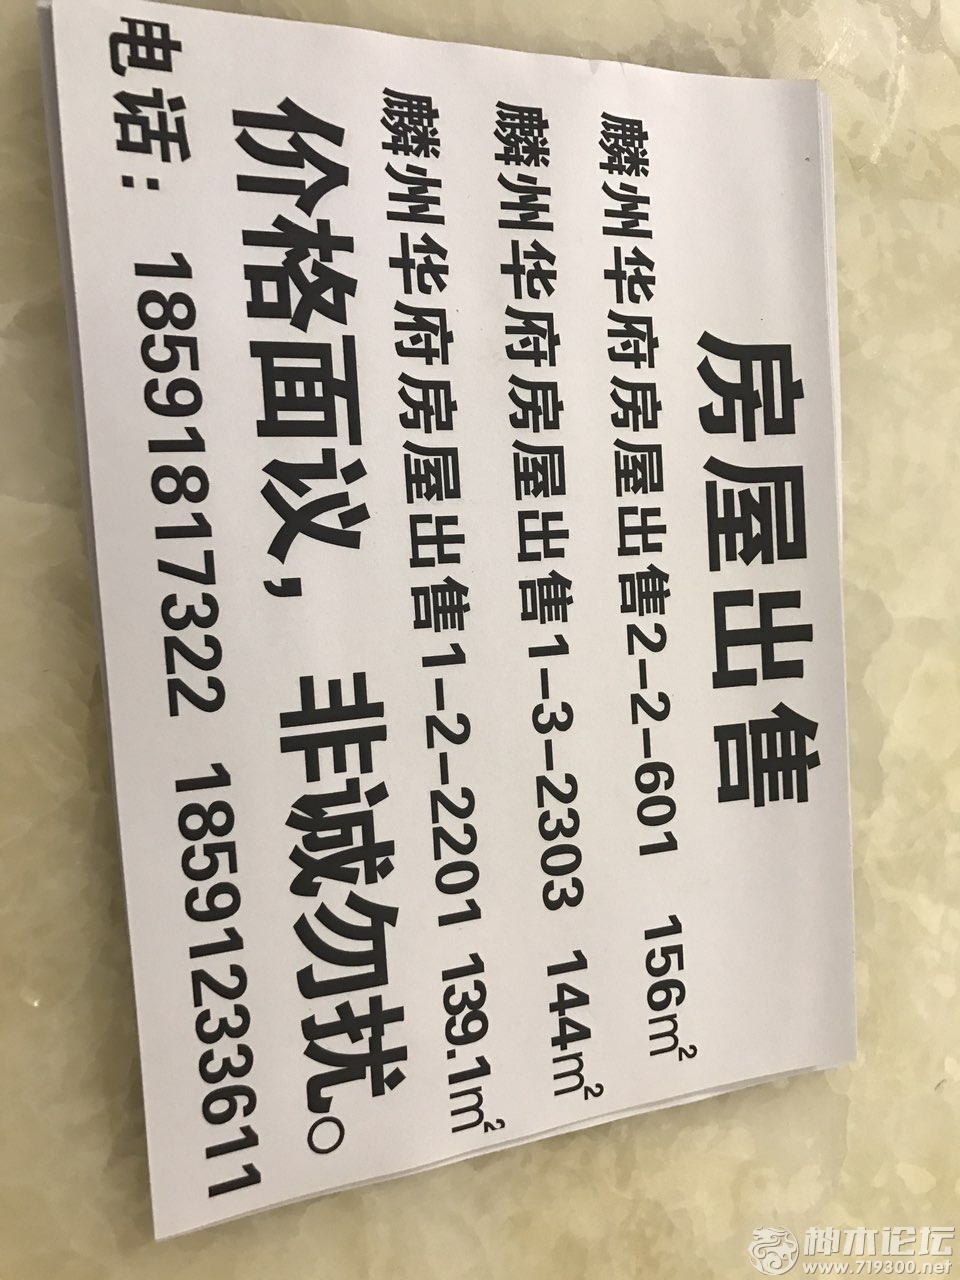 房屋出售
麟州华府房屋出售2-2-601 156㎡
麟州华府房屋出售1-3-2303 144㎡
麟州华府房屋出售1-2-2201 139.1㎡
价格面议，非诚勿扰。
电话：18591817322 18591233611
神木论坛
www.719300.net